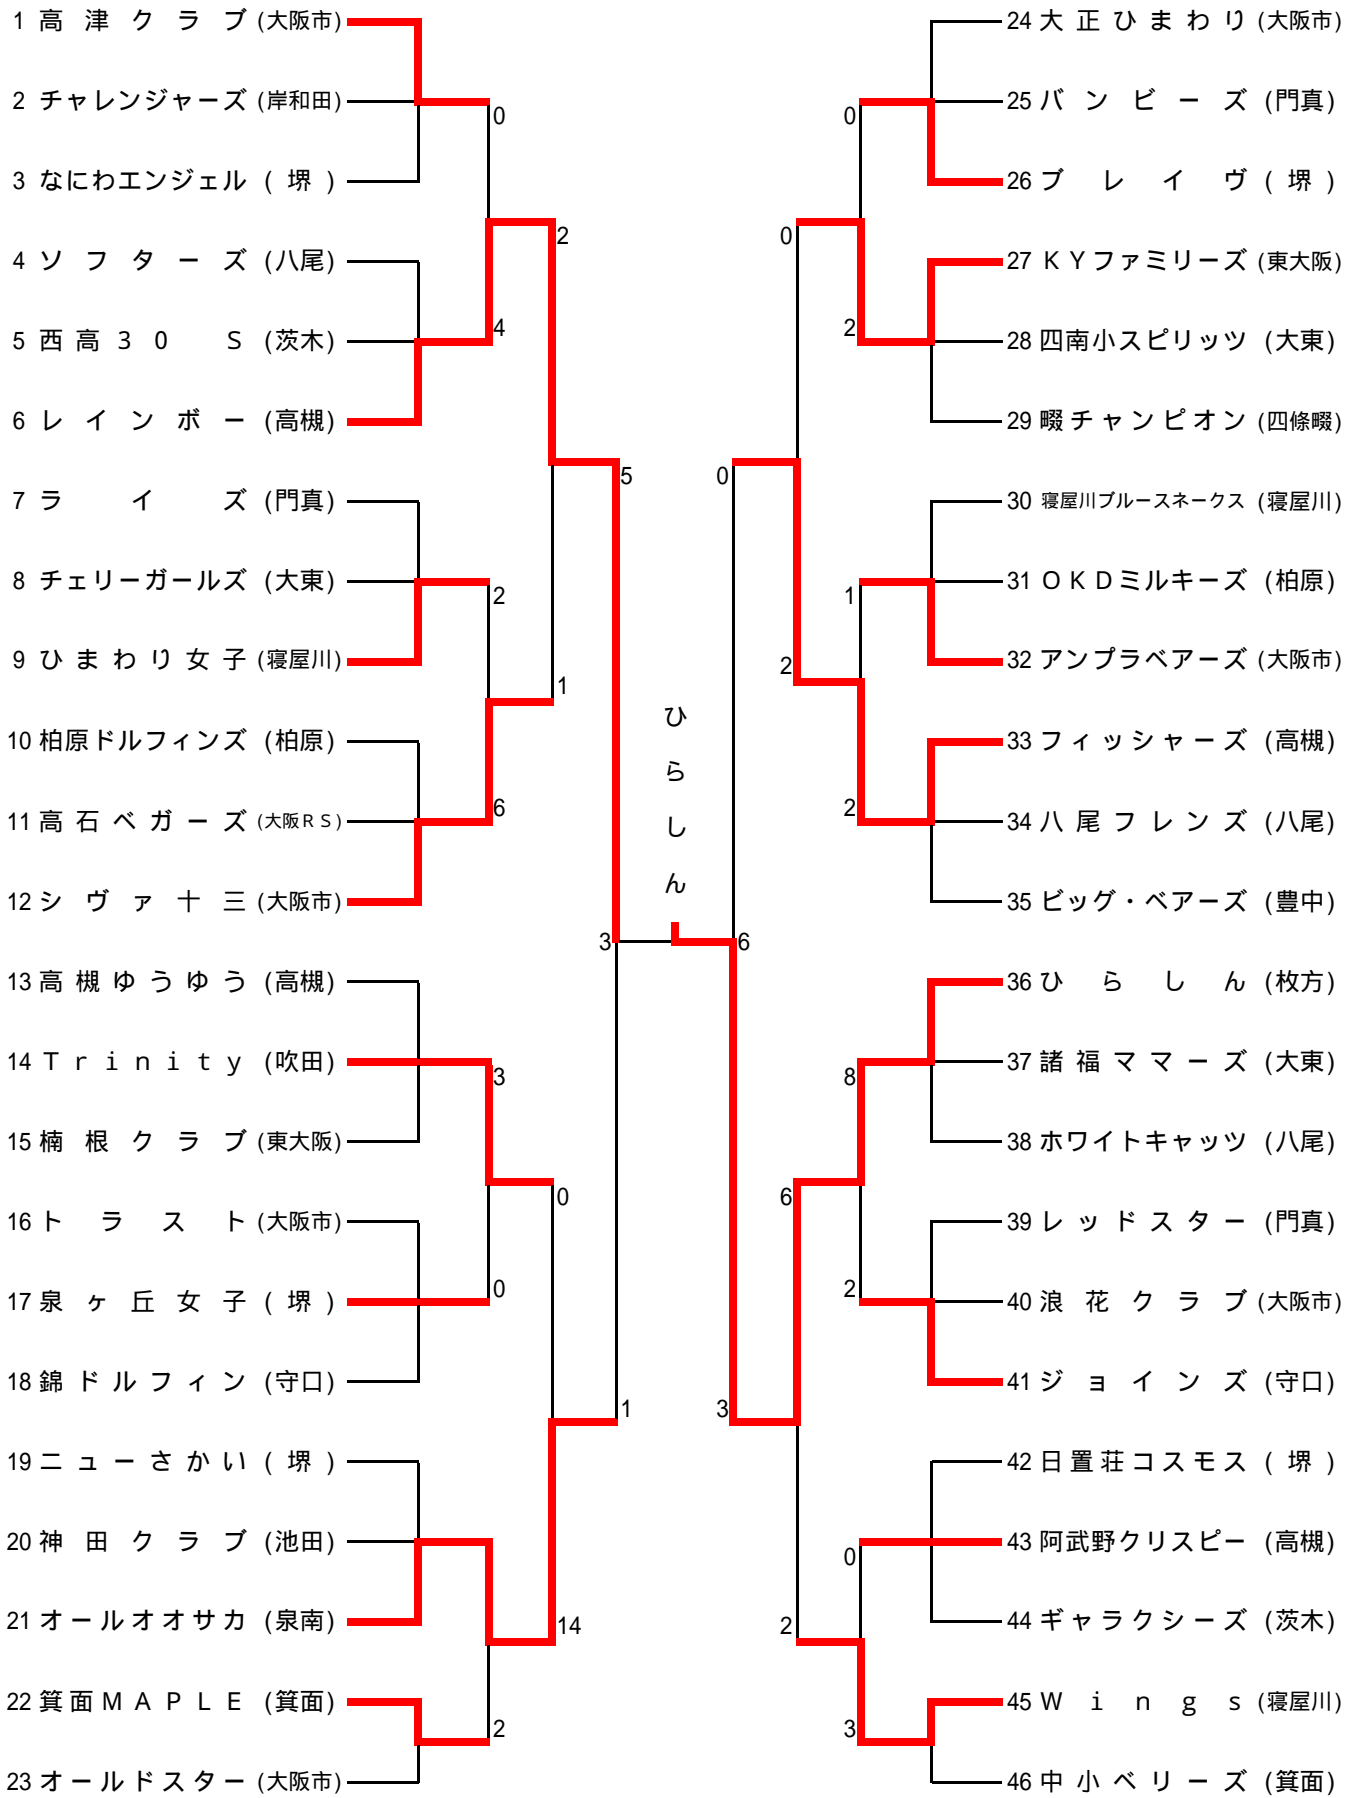 1 高津クラブ (大阪市)
2 チャレンジャーズ (岸和田)
3 なにわエンジェル (堺)
4 ソフターズ (八尾)
5 西高30 S (茨木)
6 レインボー (高槻)
7 ライズ (門真)
8 チェリーガールズ (大東)
9 ひまわり女子 (寝屋川)
10 柏原ドルフィンズ (柏原)
11 高石ベガーズ (大阪RS)
12 シヴァ十三 (大阪市)
13 高槻ゆうゆう (高槻)
14 Trinity (吹田)
15 楠根クラブ (東大阪)
16 トラスト (大阪市)
17 泉ヶ丘女子 (堺)
18 錦ドルフィン (守口)
19 ニューさかい (堺)
20 神田クラブ (池田)
21 オールオオサカ (泉南)
22 箕面MAPLE (箕面)
23 オールドスター (大阪市)
0
4
2
6
3
0
2
2
1
0
14
5
1
3
ひらしん
6
0
3
0
2
6
2
0
2
1
2
8
2
0
3
24 大正ひまわり (大阪市)
25 バンビーズ (門真)
26 ブレイヴ (堺)
27 KYファミリーズ (東大阪)
28 四南小スピリッツ (大東)
29 畷チャンピオン (四條畷)
30 寝屋川ブルースネークス (寝屋川)
31 OKDミルキーズ (柏原)
32 アンプラベアーズ (大阪市)
33 フィッシャーズ (高槻)
34 八尾フレンズ (八尾)
35 ビッグ・ベアーズ (豊中)
36 ひらしん (枚方)
37 諸福ママーズ (大東)
38 ホワイトキャッツ (八尾)
39 レッドスター (門真)
40 浪花クラブ (大阪市)
41 ジョインズ (守口)
42 日置荘コスモス (堺)
43 阿武野クリスピー (高槻)
44 ギャラクシーズ (茨木)
45 Wings (寝屋川)
46 中小ベリーズ (箕面)